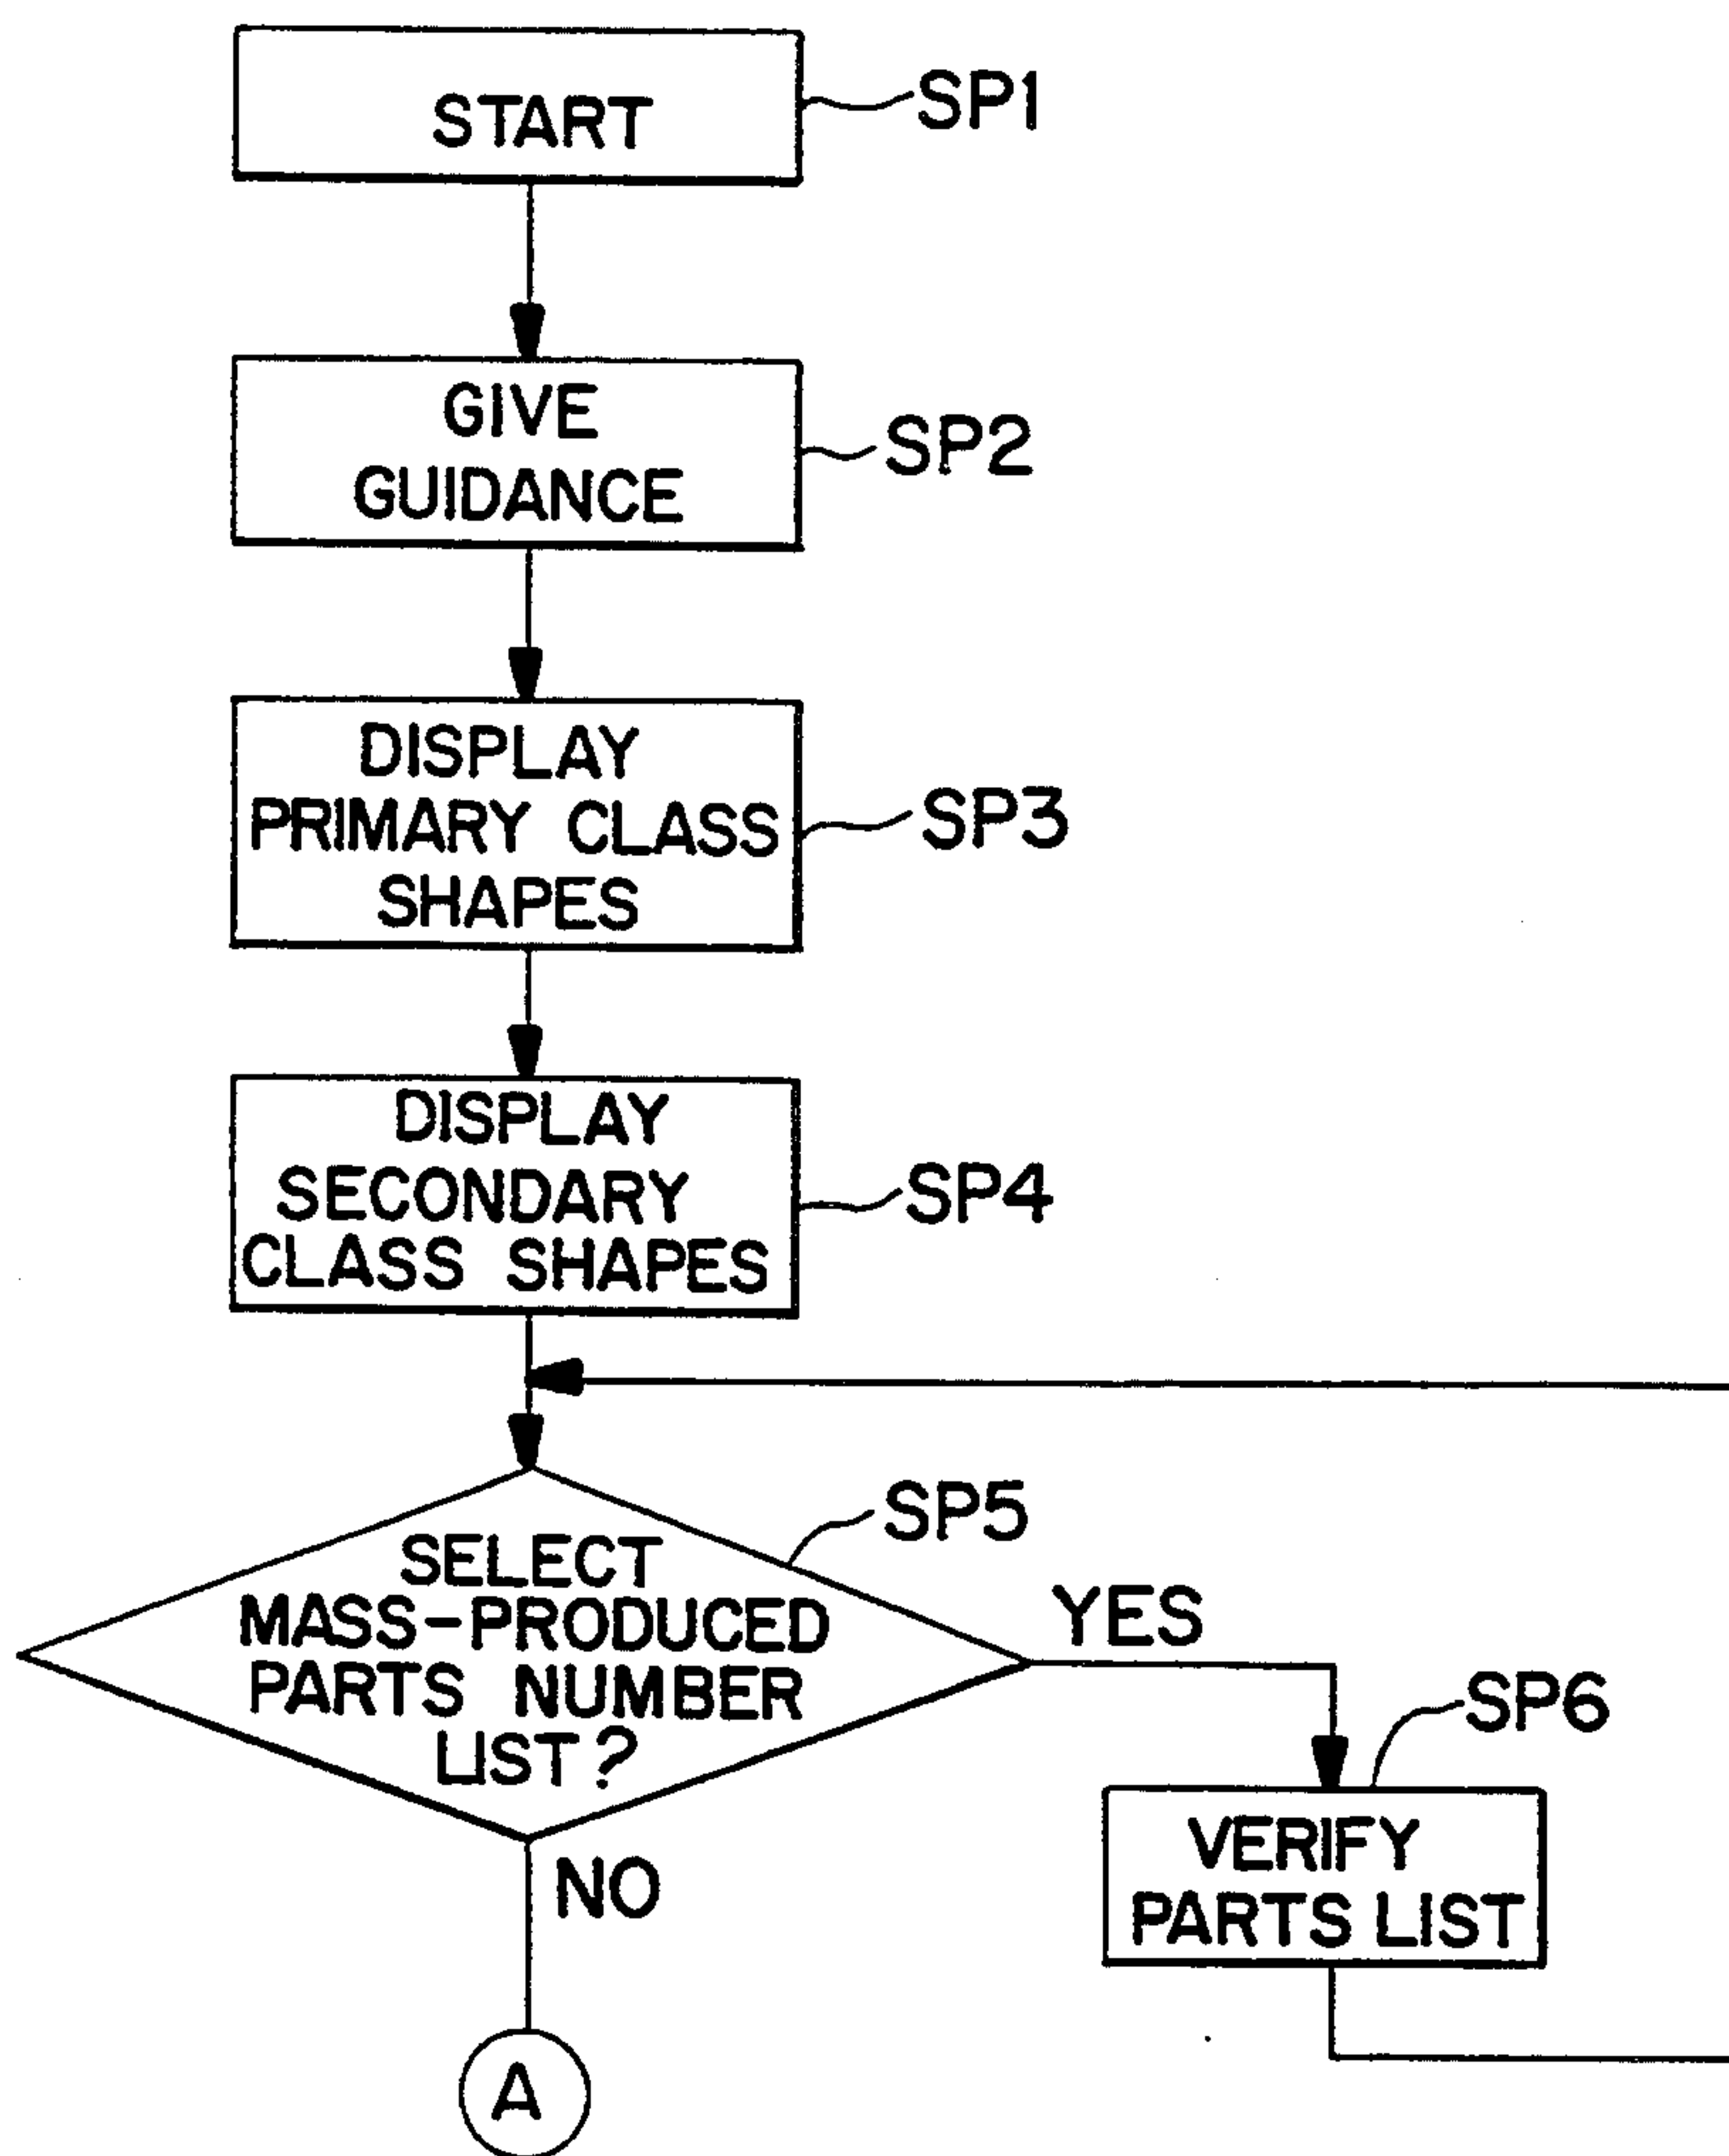 START
SP1
GIVE
GUIDANCE
SP2
DISPLAY
PRIMARY CLASS
SHAPES
SP3
DISPLAY
SECONDARY
CLASS SHAPES
SP4
SELECT
MASS-PRODUCED
PARTS NUMBER
LIST?
SP5
YES
NO
SP6
VERIFY
PARTS LIST
A